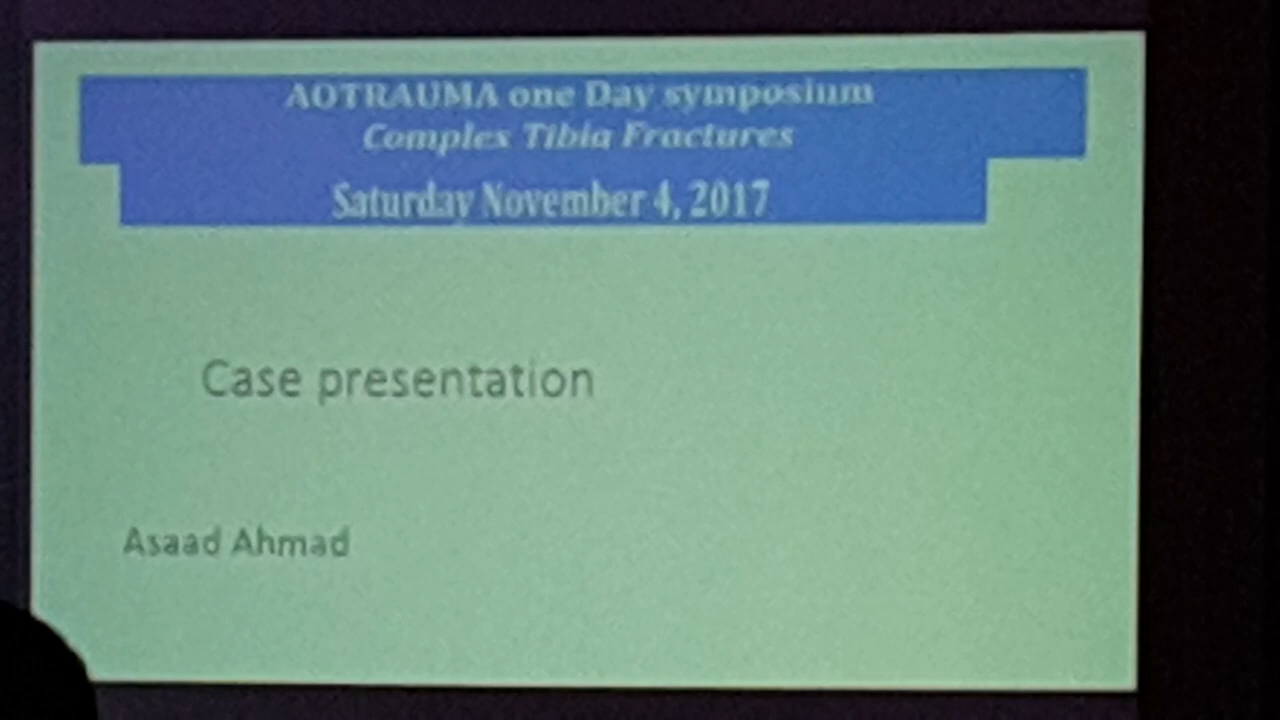 AOTRAUMA one Day symposium
Complex Tibia Fractures
Saturday November 4, 2017
Case presentation
Asaad Ahmad